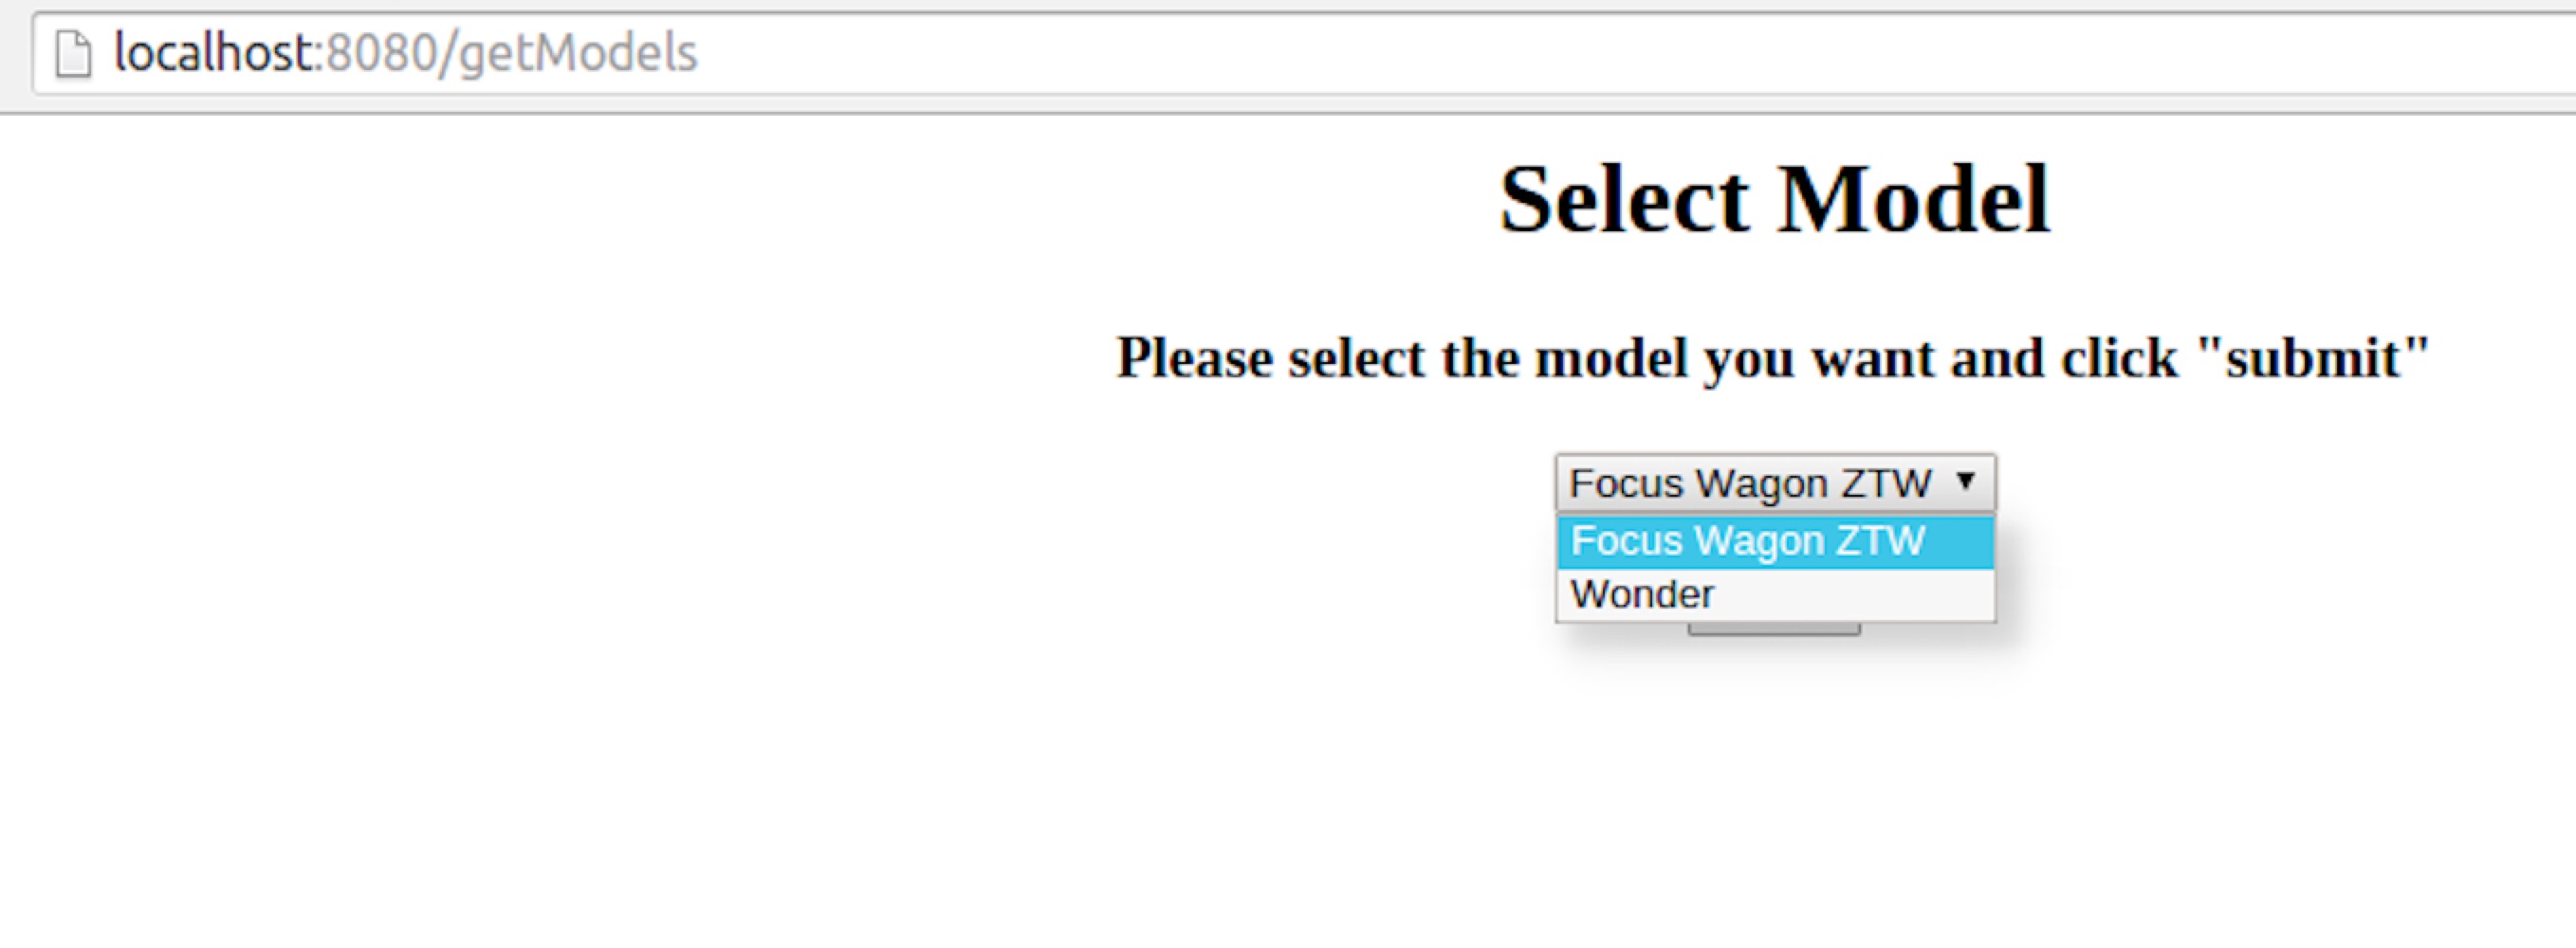 localhost:8080/getModels
Select Model
Please select the model you want and click "submit"
Focus Wagon ZTW ▼
Focus Wagon ZTW
Wonder